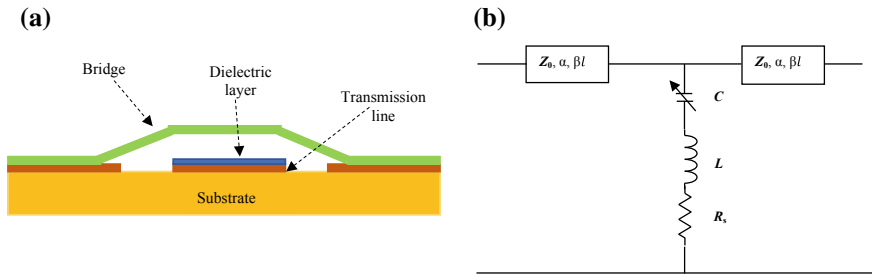 (a)
Bridge
Dielectric
layer
Transmission
line
Substrate
(b)
Z₀, α, βl
Z₀, α, βl
C
L
Rₛ